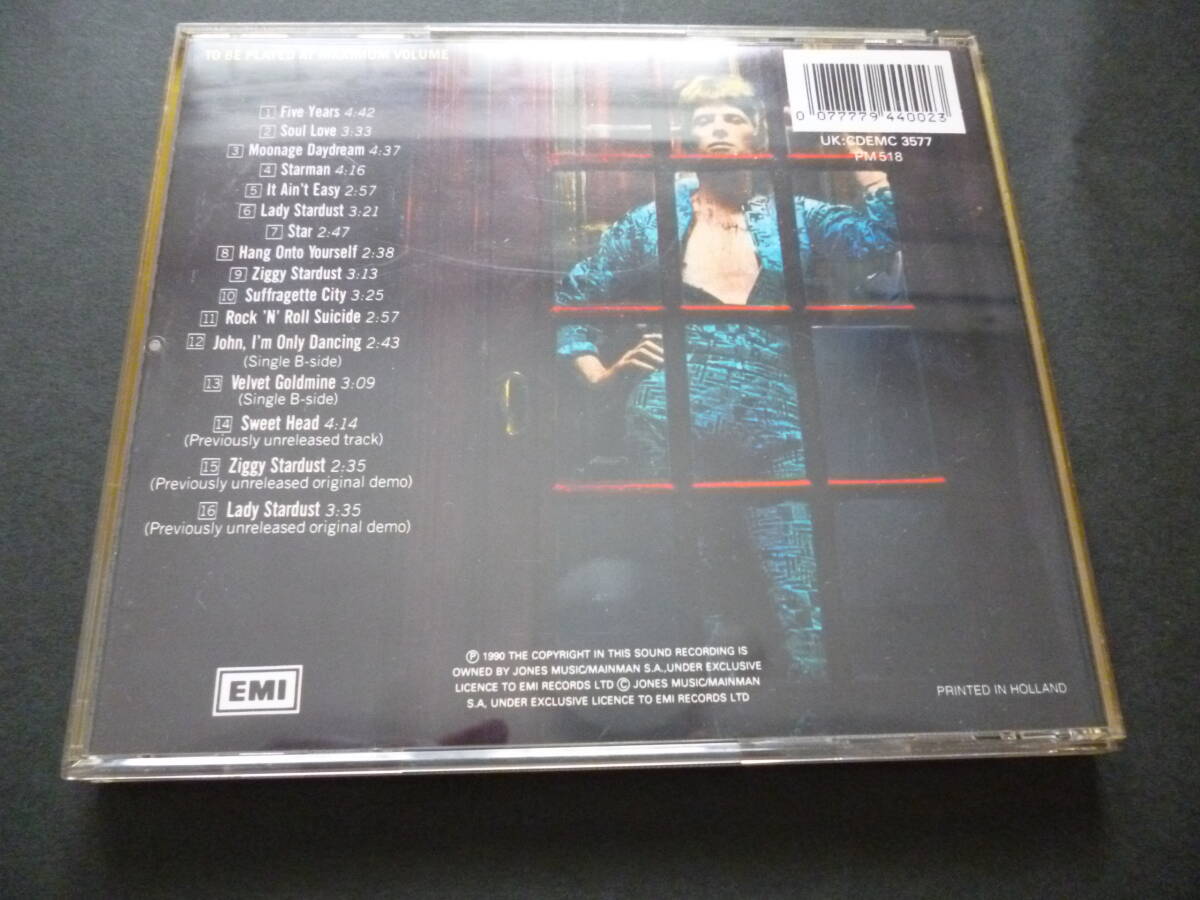 TO BE PLAYED AT MAXIMUM VOLUME
1 Five Years 4:42
2 Soul Love 3:33
3 Moonage Daydream 4:37
4 Starman 4:16
5 It Ain't Easy 2:57
6 Lady Stardust 3:21
7 Star 2:47
8 Hang Onto Yourself 2:38
9 Ziggy Stardust 3:13
10 Suffragette City 3:25
11 Rock 'N' Roll Suicide 2:57
12 John, I'm Only Dancing 2:43
(Single B-side)
13 Velvet Goldmine 3:09
(Single B-side)
14 Sweet Head 4:14
(Previously unreleased track)
15 Ziggy Stardust 2:35
(Previously unreleased original demo)
16 Lady Stardust 3:35
(Previously unreleased original demo)
0 077779 440023
UK:CDEMC 3577
PM 518
EMI
Ⓟ 1990 THE COPYRIGHT IN THIS SOUND RECORDING IS
OWNED BY JONES MUSIC/MAINMAN S.A.,UNDER EXCLUSIVE
LICENCE TO EMI RECORDS LTD © JONES MUSIC/MAINMAN
S.A, UNDER EXCLUSIVE LICENCE TO EMI RECORDS LTD
PRINTED IN HOLLAND